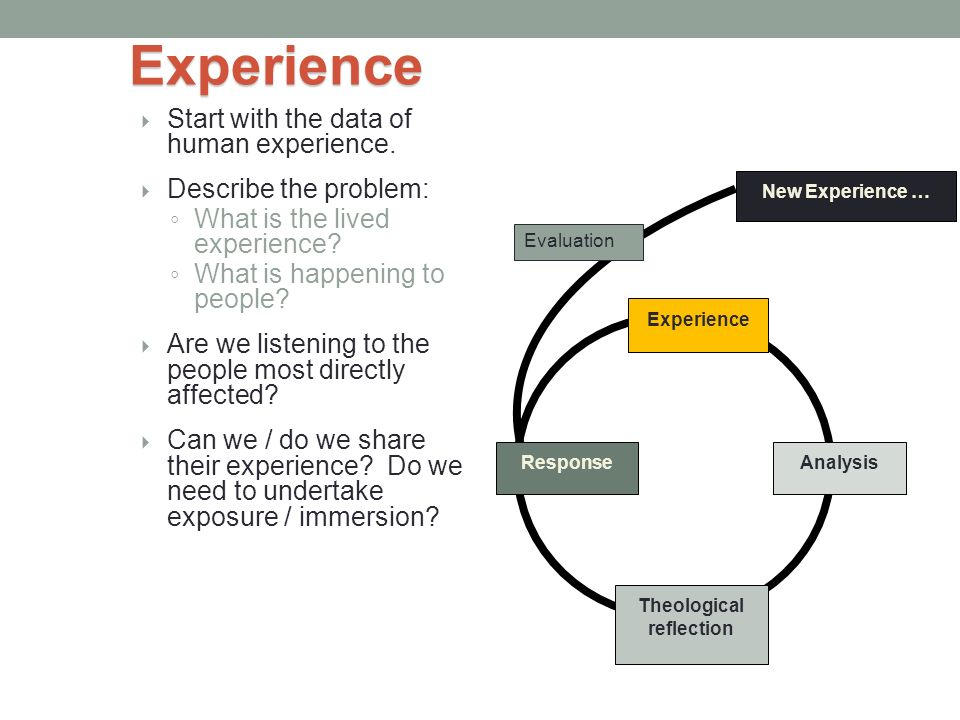 Experience
Start with the data of
human experience.
Describe the problem:
What is the lived
experience?
What is happening to
people?
Are we listening to the
people most directly
affected?
Can we / do we share
their experience?  Do we
need to undertake
exposure / immersion?
New Experience …
Evaluation
Experience
Response
Analysis
Theological
reflection